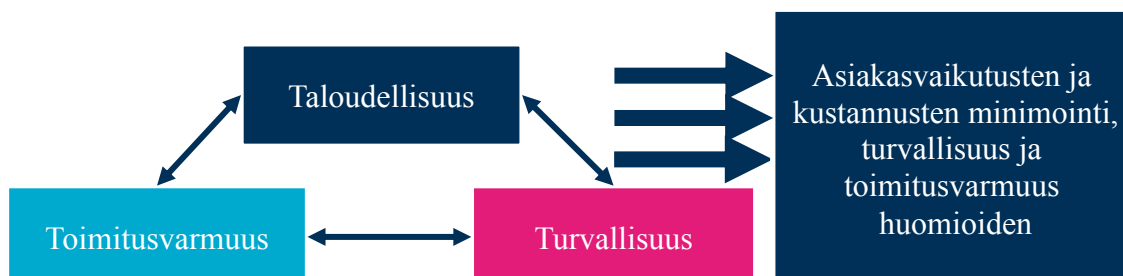 Taloudellisuus
Toimitusvarmuus
Turvallisuus
Asiakasvaikutusten ja
kustannusten minimointi,
turvallisuus ja
toimitusvarmuus
huomioiden